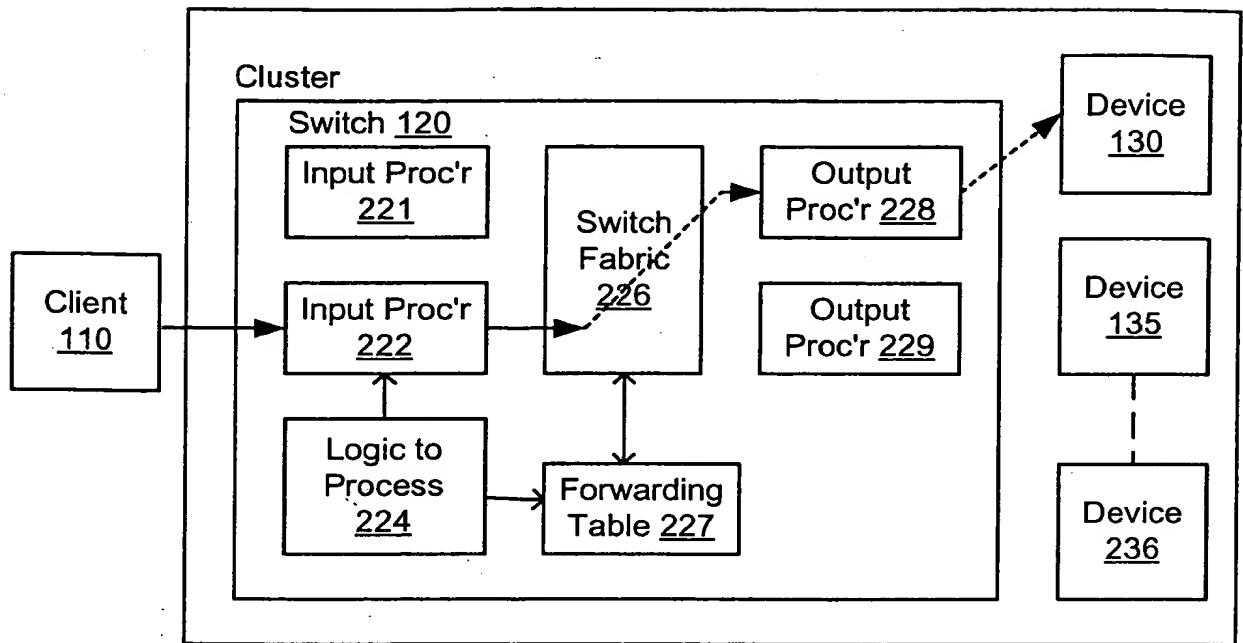 Cluster
Switch 120
Input Proc'r
221
Input Proc'r
222
Logic to
Process
224
Switch
Fabric
226
Forwarding
Table 227
Output
Proc'r 228
Output
Proc'r 229
Client
110
Device
130
Device
135
Device
236